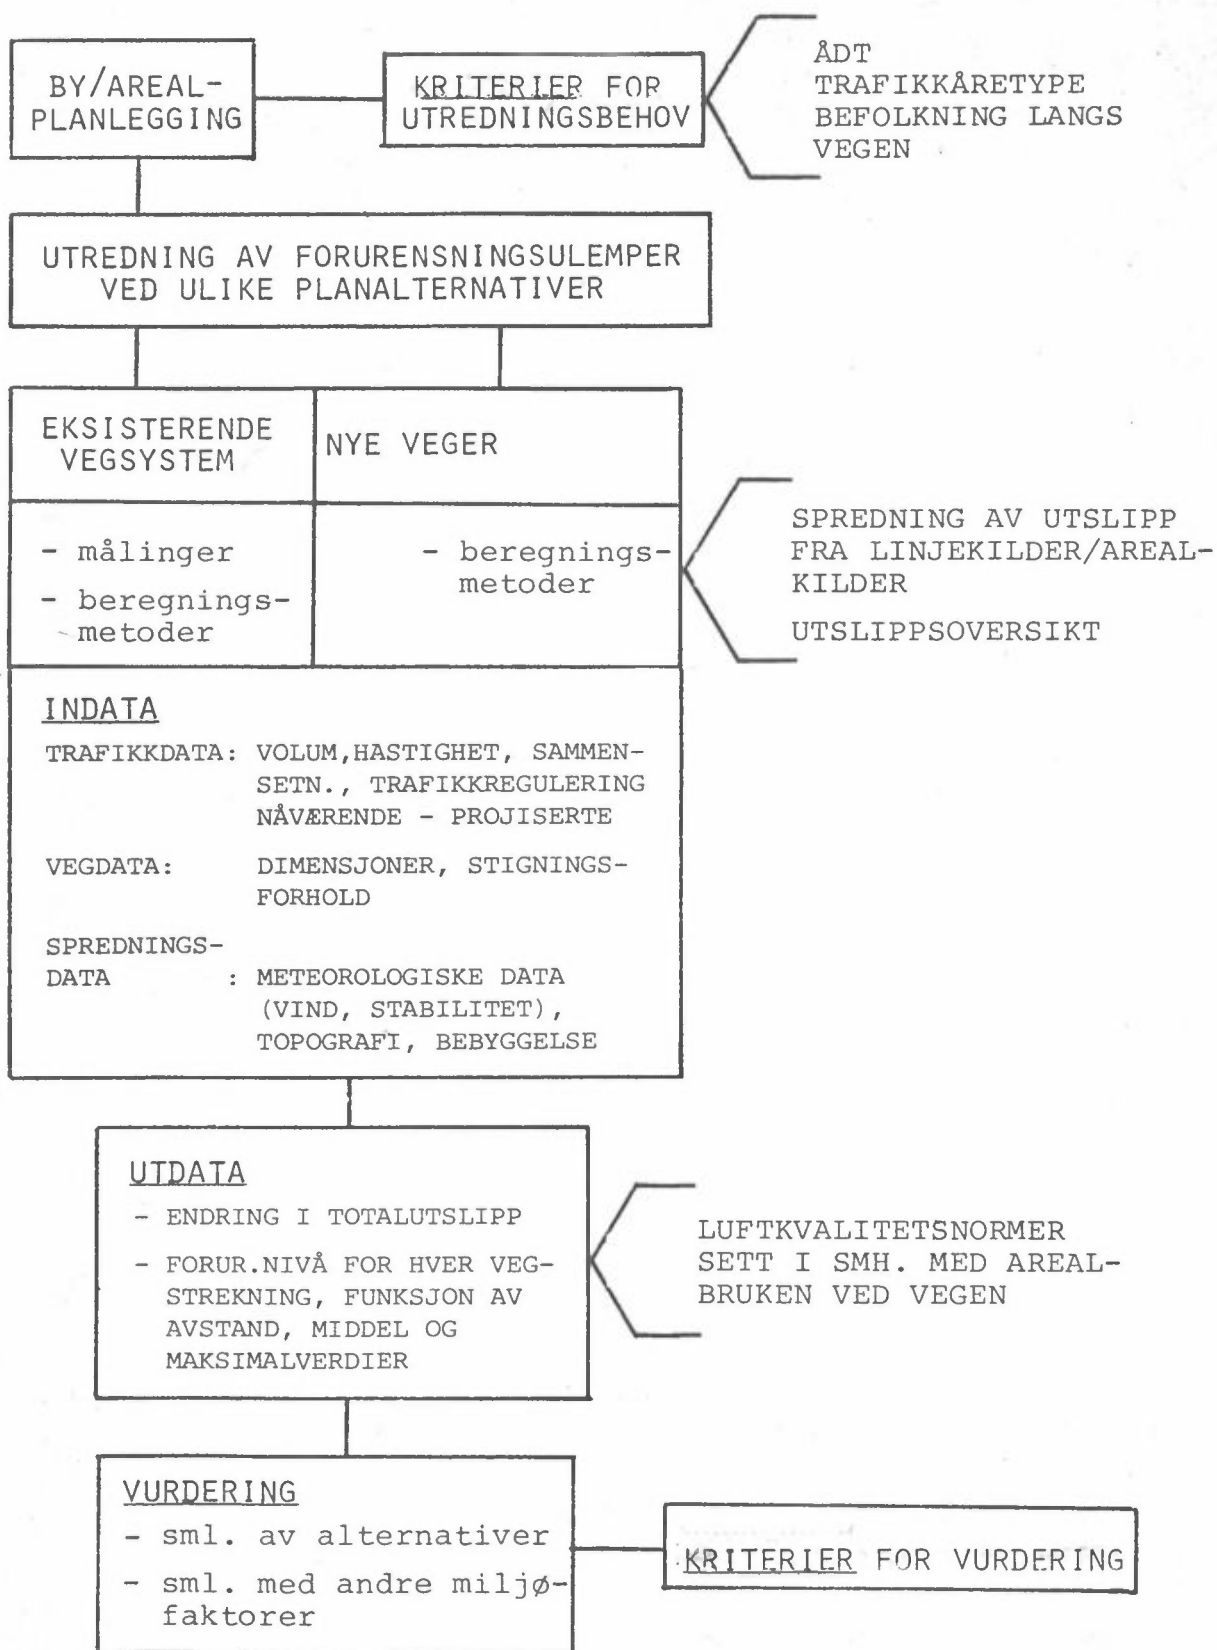 BY/AREAL-
PLANLEGGING
KRITERIER FOR
UTREDNINGSBEHOV
ÅDT
TRAFIKKÅRETYPE
BEFOLKNING LANGS
VEGEN
UTREDNING AV FORURENSNINGSULEMPER
VED ULIKE PLANALTERNATIVER
EKSISTERENDE
VEGSYSTEM
NYE VEGER
- målinger
- beregnings-
metoder
- beregnings-
metoder
SPREDNING AV UTSLIPP
FRA LINJEKILDER/AREAL-
KILDER
UTSLIPPSOVERSIKT
INDATA
TRAFIKKDATA: VOLUM,HASTIGHET, SAMMEN-
SETN., TRAFIKKREGULERING
NÅVÆRENDE - PROJISERTE
VEGDATA: DIMENSJONER, STIGNINGS-
FORHOLD
SPREDNINGS-
DATA : METEOROLOGISKE DATA
(VIND, STABILITET),
TOPOGRAFI, BEBYGGELSE
UTDATA
- ENDRING I TOTALUTSLIPP
- FORUR.NIVÅ FOR HVER VEG-
STREKNING, FUNKSJON AV
AVSTAND, MIDDEL OG
MAKSIMALVERDIER
LUFTKVALITETSNORMER
SETT I SMH. MED AREAL-
BRUKEN VED VEGEN
VURDERING
- sml. av alternativer
- sml. med andre miljø-
faktorer
KRITERIER FOR VURDERING